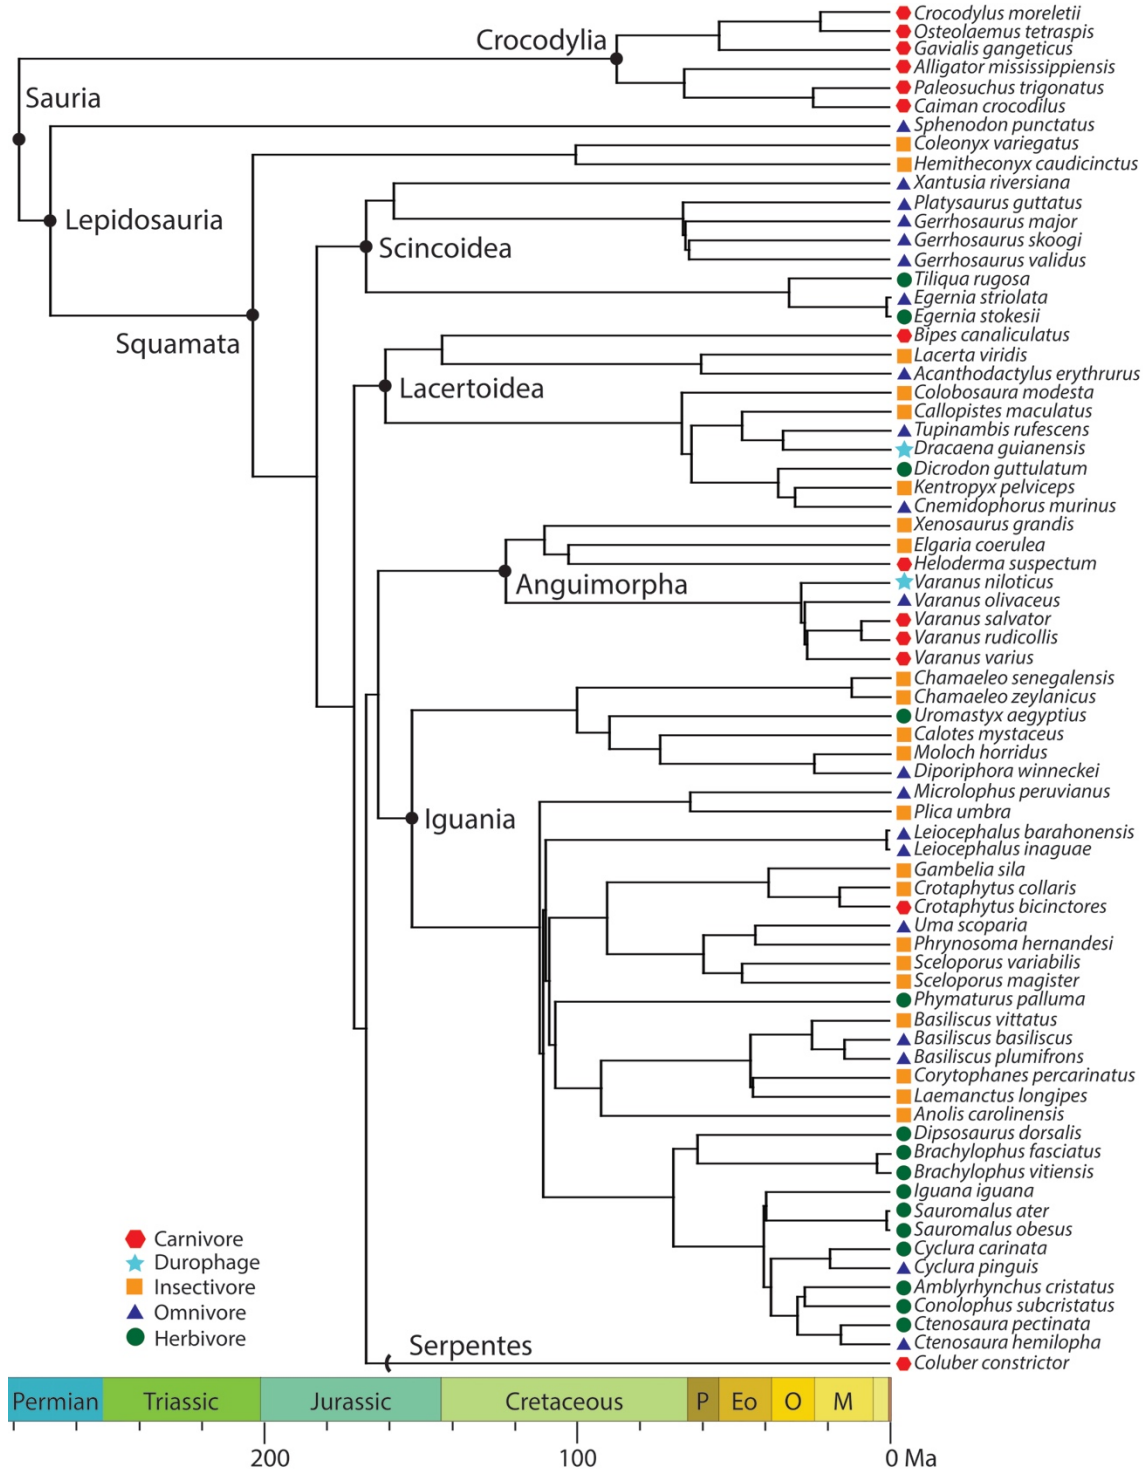 Crocodylus moreletii
Osteolaemus tetraspis
Crocodylia
Gavialis gangeticus
Alligator mississippiensis
Sauria
Paleosuchus trigonatus
Caiman crocodilus
Sphenodon punctatus
Coleonyx variegatus
Hemitheconyx caudicinctus
Xantusia riversiana
Platysaurus guttatus
Lepidosauria
Gerrhosaurus major
Scincoidea
Gerrhosaurus skoogi
Gerrhosaurus validus
Tiliqua rugosa
Egernia striolata
Egernia stokesii
Squamata
Bipes canaliculatus
Lacerta viridis
Acanthodactylus erythrurus
Lacertoidea
Colobosaura modesta
Callopistes maculatus
Tupinambis rufescens
Dracaena guianensis
Dicrodon guttulatum
Kentropyx pelviceps
Cnemidophorus murinus
Xenosaurus grandis
Elgaria coerulea
Heloderma suspectum
Anguimorpha
Varanus niloticus
Varanus olivaceus
Varanus salvator
Varanus rudicollis
Varanus varius
Chamaeleo senegalensis
Chamaeleo zeylanicus
Uromastyx aegyptius
Calotes mystaceus
Moloch horridus
Diporiphora winneckei
Microlophus peruvianus
Plica umbra
Iguania
Leiocephalus barahonensis
Leiocephalus inaguae
Gambelia sila
Crotaphytus collaris
Crotaphytus bicinctores
Uma scoparia
Phrynosoma hernandesi
Sceloporus variabilis
Sceloporus magister
Phymaturus palluma
Basiliscus vittatus
Basiliscus basiliscus
Basiliscus plumifrons
Corytophanes percarinatus
Laemanctus longipes
Anolis carolinensis
Dipsosaurus dorsalis
Brachylophus fasciatus
Brachylophus vitiensis
Iguana iguana
Sauromalus ater
Sauromalus obesus
Cyclura carinata
Cyclura pinguis
Amblyrhynchus cristatus
Conolophus subcristatus
Ctenosaura pectinata
Ctenosaura hemilopha
Serpentes
Coluber constrictor
Carnivore
Durophage
Insectivore
Omnivore
Herbivore
Permian Triassic Jurassic Cretaceous P Eo O M
200 100 0 Ma